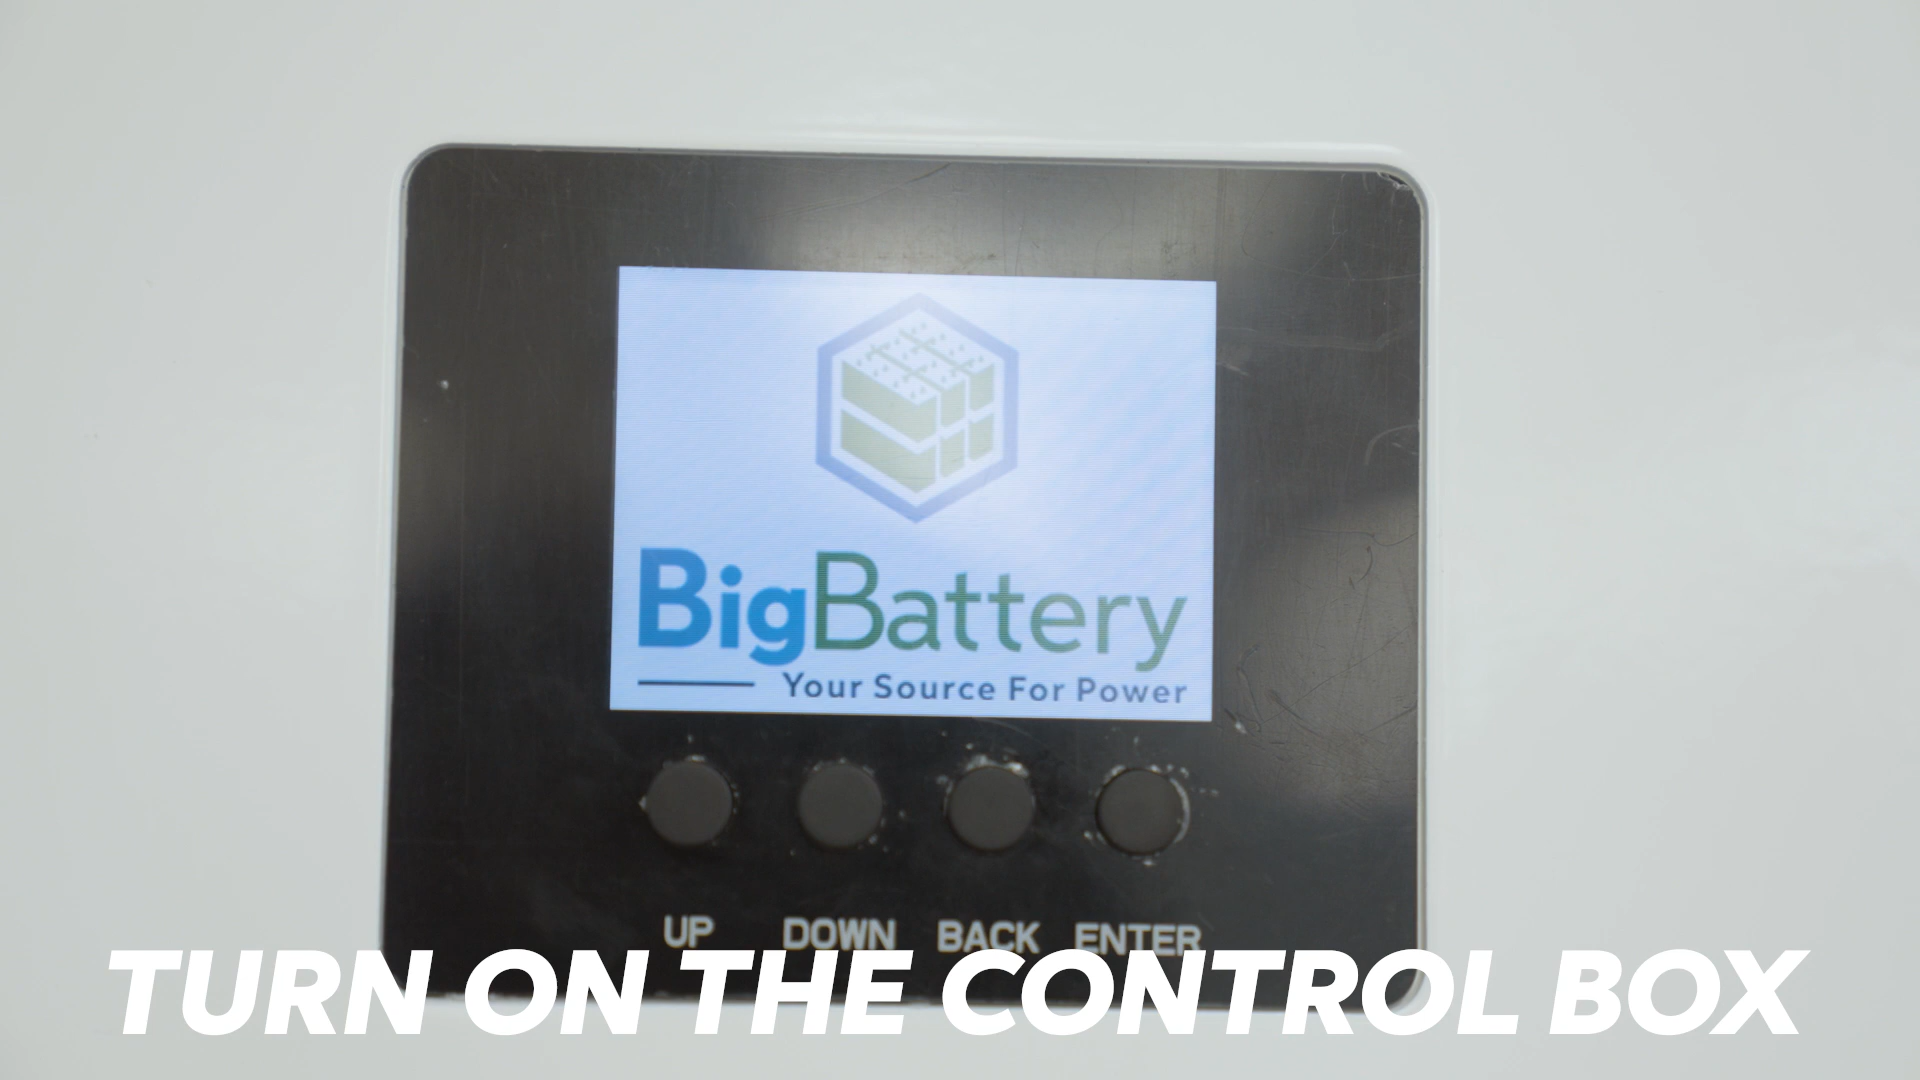 BigBattery
Your Source For Power
UP DOWN BACK ENTER
TURN ON THE CONTROL BOX